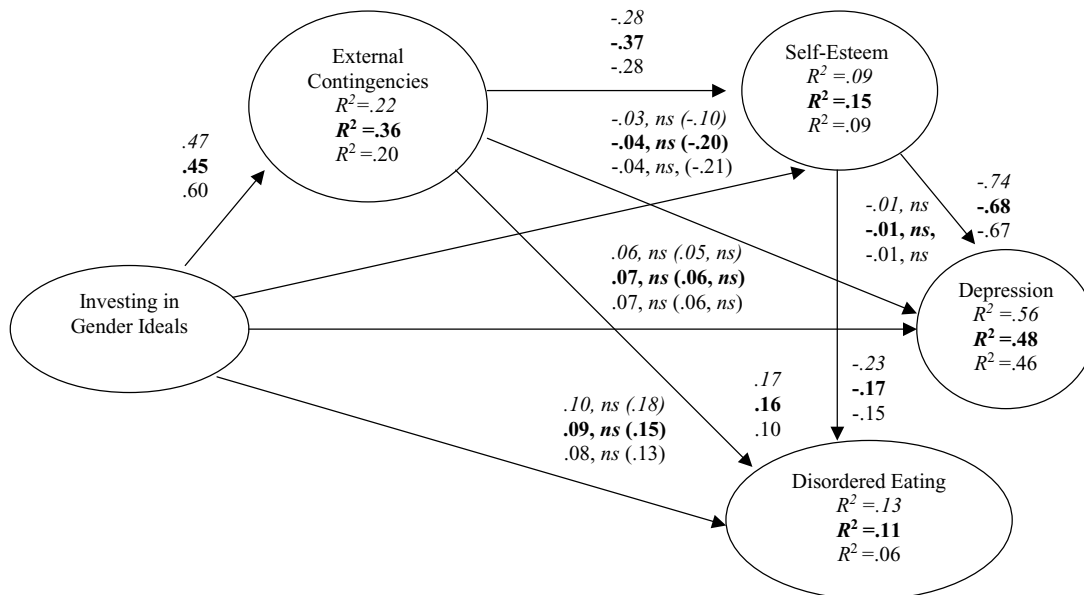 -.28
-.37
-.28
External
Contingencies
R²=.22
R² =.36
R² =.20
Self-Esteem
R² =.09
R² =.15
R² =.09
.47
.45
.60
-.03, ns (-.10)
-.04, ns (-.20)
-.04, ns, (-.21)
-.01, ns
-.01, ns,
-.01, ns
-.74
-.68
-.67
.06, ns (.05, ns)
.07, ns (.06, ns)
.07, ns (.06, ns)
Investing in
Gender Ideals
Depression
R² =.56
R² =.48
R² =.46
.10, ns (.18)
.09, ns (.15)
.08, ns (.13)
.17
.16
.10
-.23
-.17
-.15
Disordered Eating
R² =.13
R² =.11
R² =.06